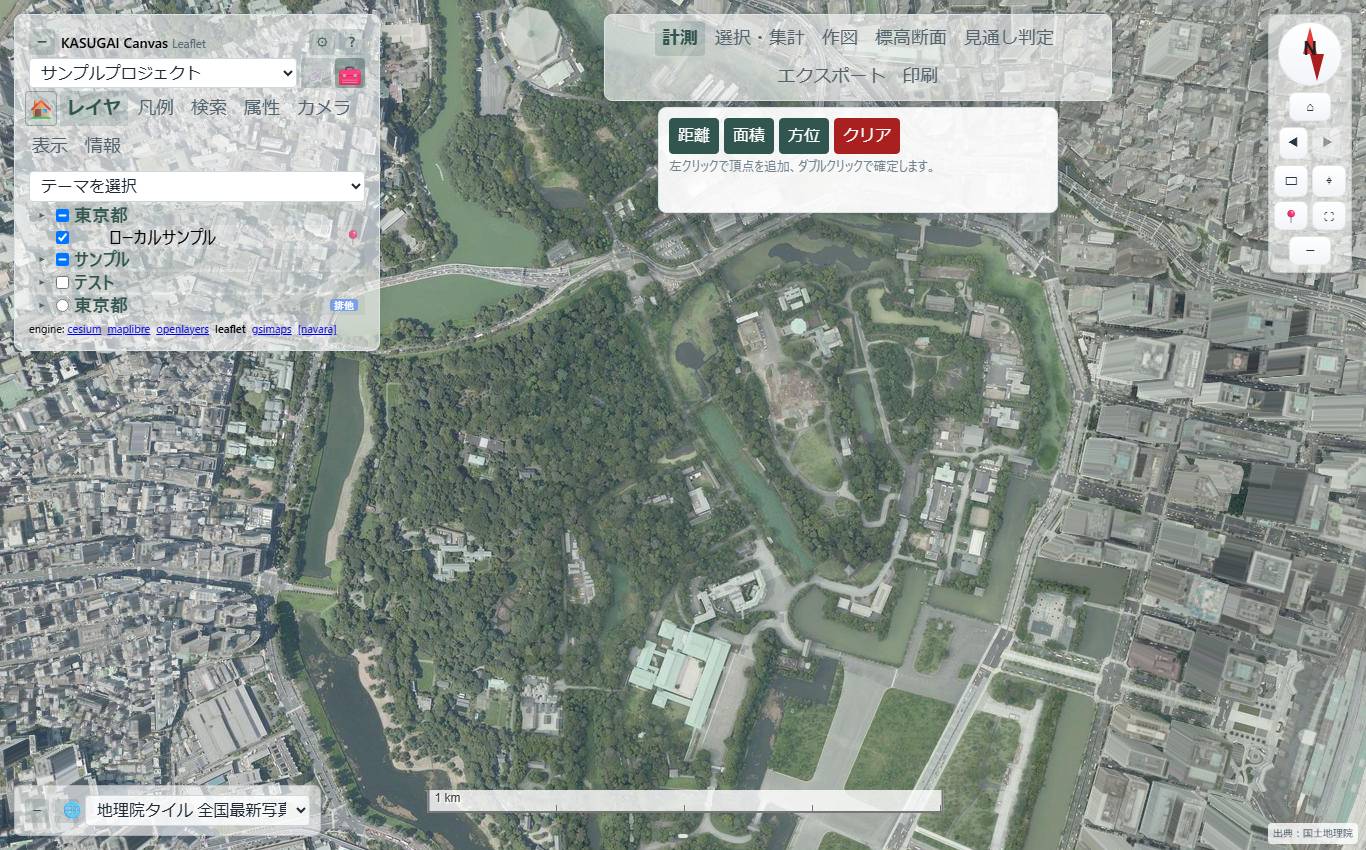 KASUGAI Canvas Leaflet
?
サンプルプロジェクト
レイヤ 凡例 検索 属性 カメラ
表示 情報
テーマを選択
東京都
ローカルサンプル
サンプル
テスト
東京都 排他
engine: cesium maplibre openlayers leaflet gsimaps [navara]
計測 選択・集計 作図 標高断面 見通し判定
エクスポート 印刷
距離 面積 方位 クリア
左クリックで頂点を追加、ダブルクリックで確定します。
N
1 km
地理院タイル 全国最新写真
出典：国土地理院